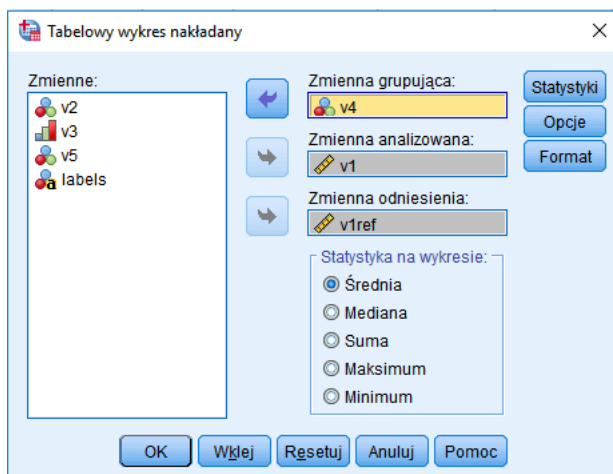 Tabelowy wykres nakładany
Zmienne:
v2
v3
v5
a labels
Zmienna grupująca:
v4
Zmienna analizowana:
v1
Zmienna odniesienia:
v1ref
Statystyka na wykresie:
Średnia
Mediana
Suma
Maksimum
Minimum
Statystyki
Opcje
Format
OK
Wklej
Resetuj
Anuluj
Pomoc